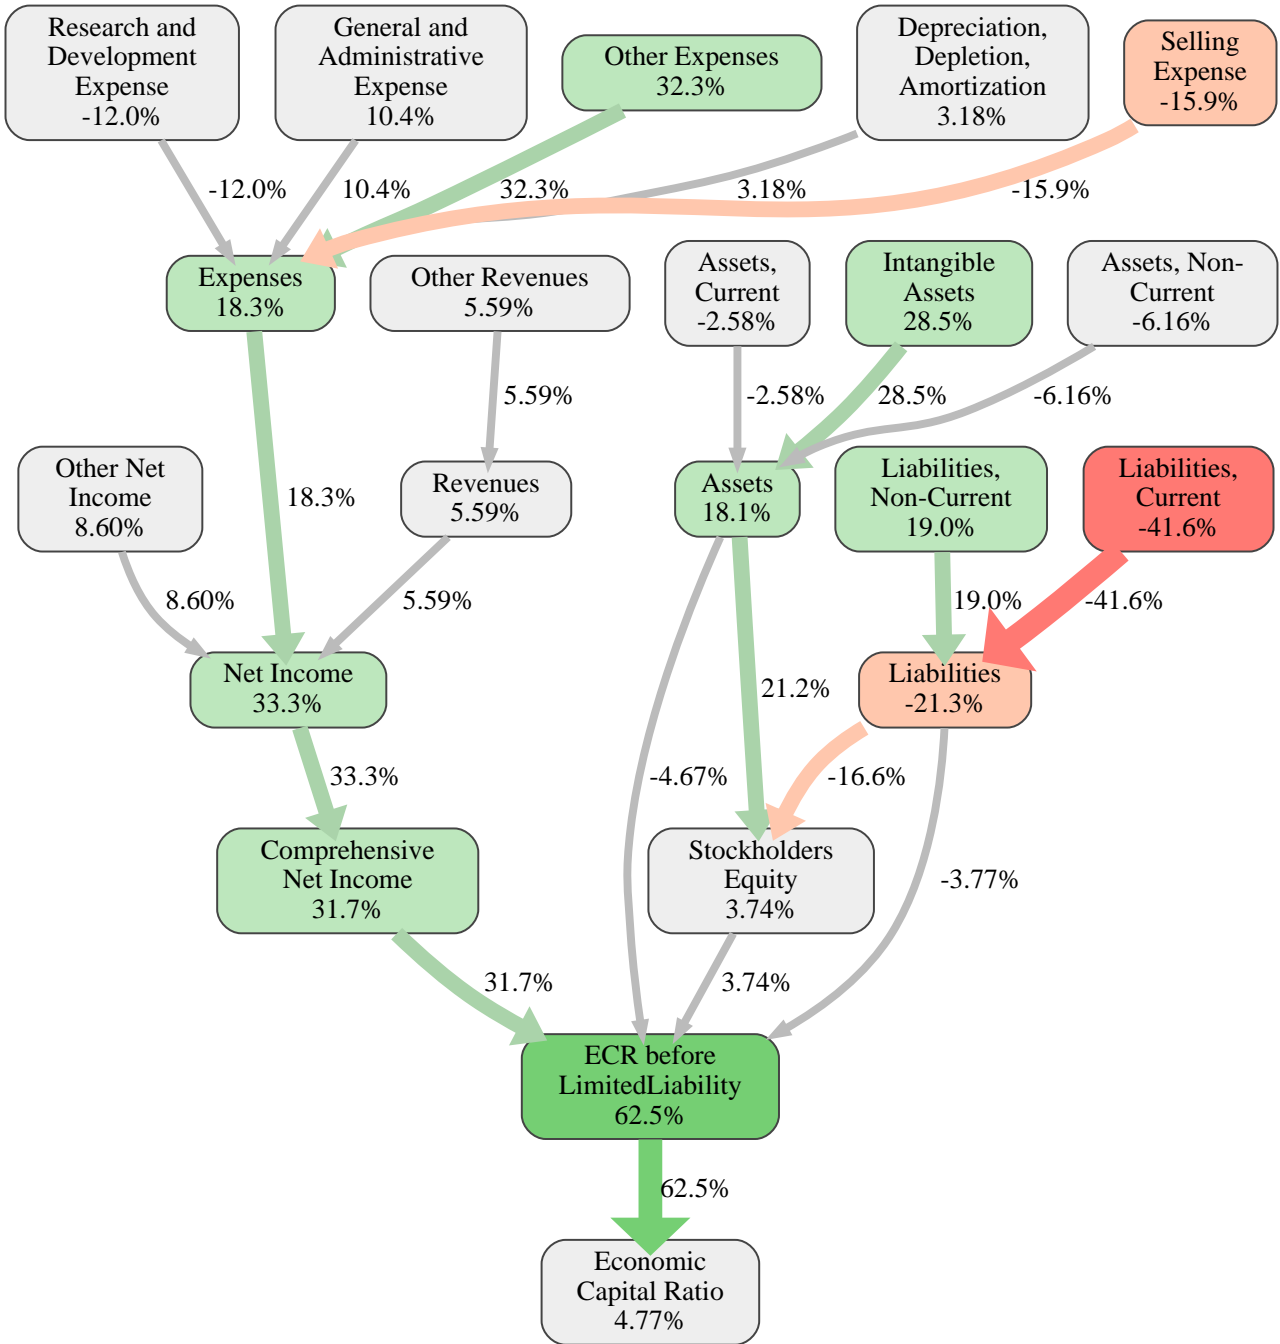 Research and
Development
Expense
-12.0%
General and
Administrative
Expense
10.4%
Other Expenses
32.3%
Depreciation,
Depletion,
Amortization
3.18%
Selling
Expense
-15.9%
-12.0%
10.4%
32.3%
3.18%
-15.9%
Expenses
18.3%
Other Revenues
5.59%
Assets,
Current
-2.58%
Intangible
Assets
28.5%
Assets, Non-
Current
-6.16%
5.59%
-2.58%
28.5%
-6.16%
Other Net
Income
8.60%
18.3%
Revenues
5.59%
Assets
18.1%
Liabilities,
Non-Current
19.0%
Liabilities,
Current
-41.6%
8.60%
5.59%
19.0%
-41.6%
Net Income
33.3%
21.2%
Liabilities
-21.3%
33.3%
-4.67%
-16.6%
Comprehensive
Net Income
31.7%
Stockholders
Equity
3.74%
-3.77%
31.7%
3.74%
ECR before
LimitedLiability
62.5%
62.5%
Economic
Capital Ratio
4.77%